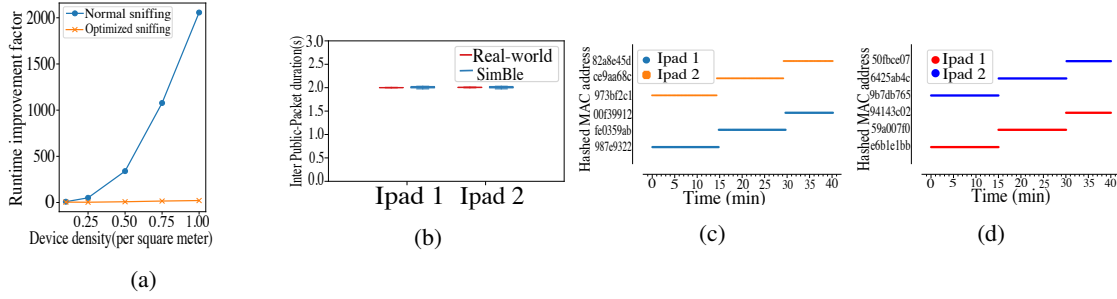 Runtime improvement factor
2000
1500
1000
500
0
Normal sniffing
Optimized sniffing
0.25 0.50 0.75 1.00
Device density(per square meter)
(a)
Inter Public-Packet duration(s)
3.0
2.5
2.0
1.5
1.0
0.5
0.0
Real-world
SimBle
Ipad 1 Ipad 2
(b)
Hashed MAC address
82a8e45d
ce9aa68c
973bf2c1
00f39912
fe0359ab
987e9322
Ipad 1
Ipad 2
0 5 10 15 20 25 30 35 40
Time (min)
(c)
Hashed MAC address
50fbce07
6425ab4c
9b7db765
94143c02
59a007f0
e6b1e1bb
Ipad 1
Ipad 2
0 5 10 15 20 25 30 35 40
Time (min)
(d)